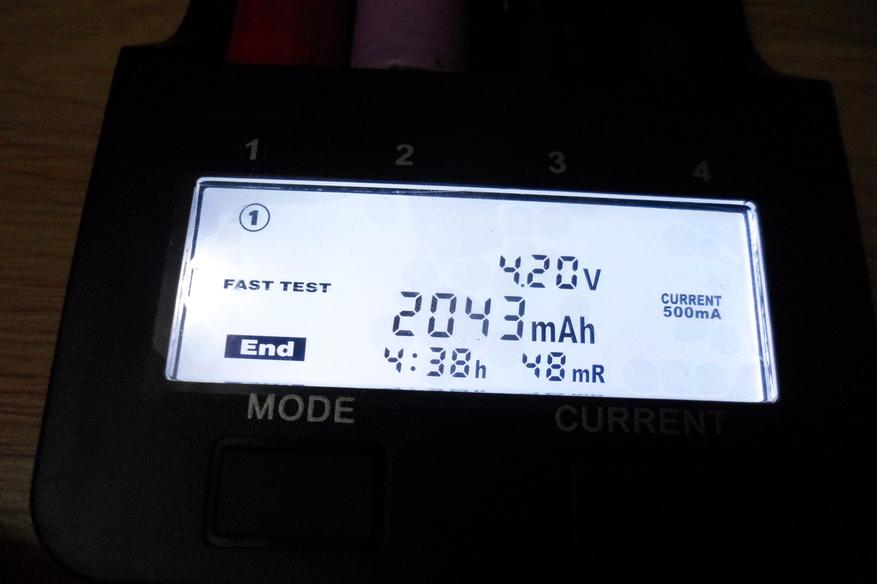 1 2 3 4
①
4.20V
FAST TEST
CURRENT
500mA
2043mAh
End
4:38h 48mR
MODE CURRENT